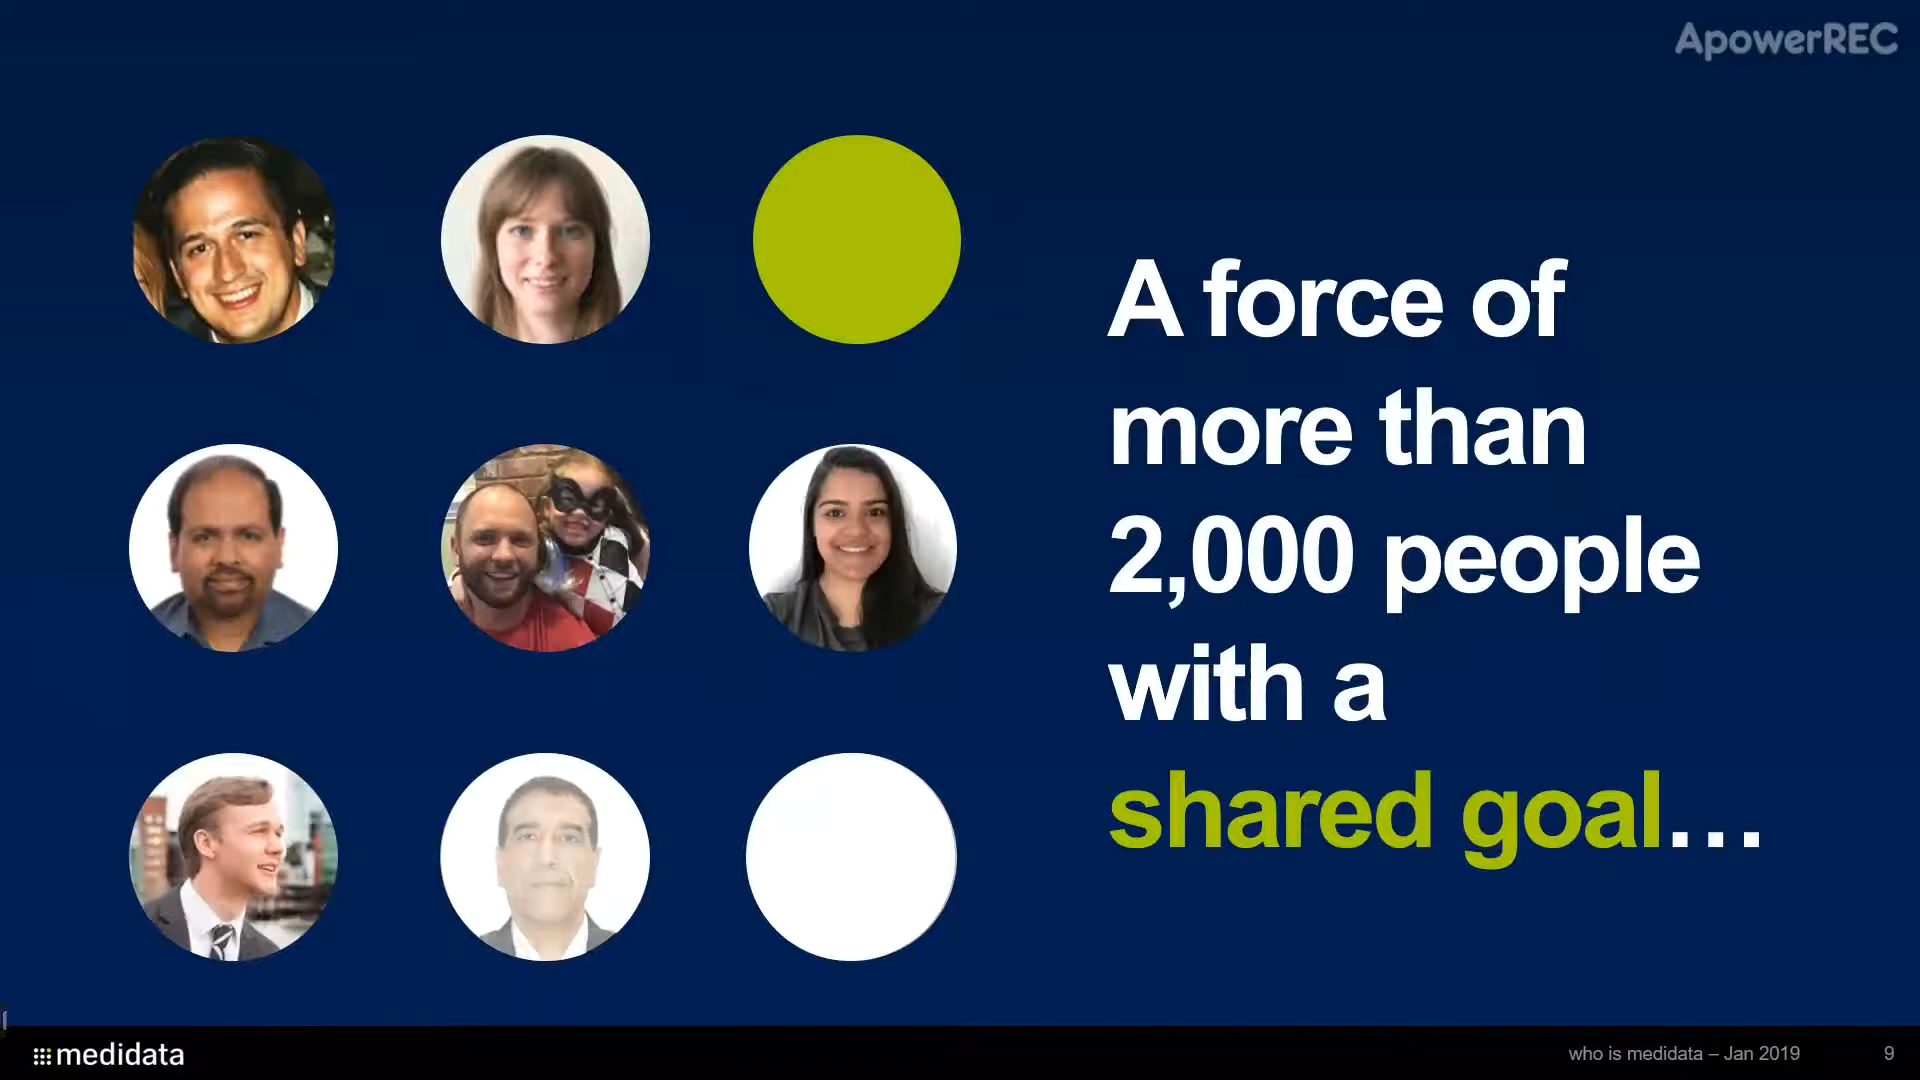 ApowerREC
A force of
more than
2,000 people
with a
shared goal...
medidata
who is medidata – Jan 2019
9